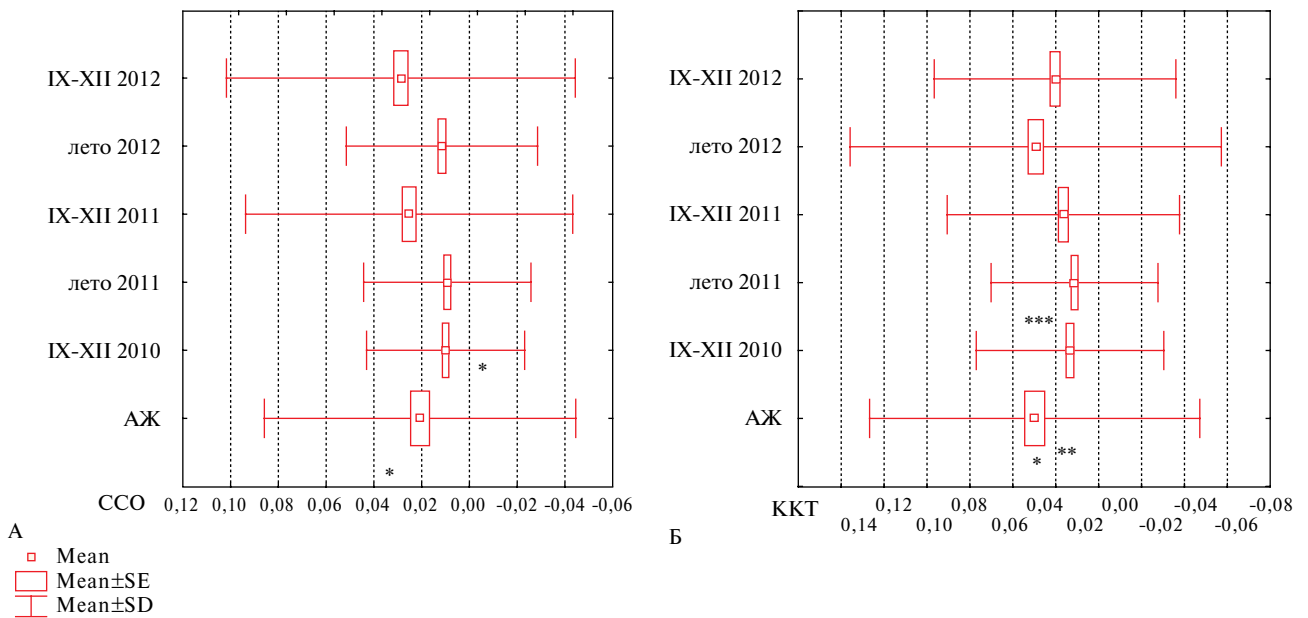 IX-XII 2012
лето 2012
IX-XII 2011
лето 2011
IX-XII 2010
*
АЖ
*
ССО
0,12 0,10 0,08 0,06 0,04 0,02 0,00 -0,02 -0,04 -0,06
А
Mean
Mean±SE
Mean±SD
IX-XII 2012
лето 2012
IX-XII 2011
лето 2011
***
IX-XII 2010
АЖ
* **
ККТ
0,12 0,08 0,04 0,00 -0,04 -0,08
0,14 0,10 0,06 0,02 -0,02 -0,06
Б